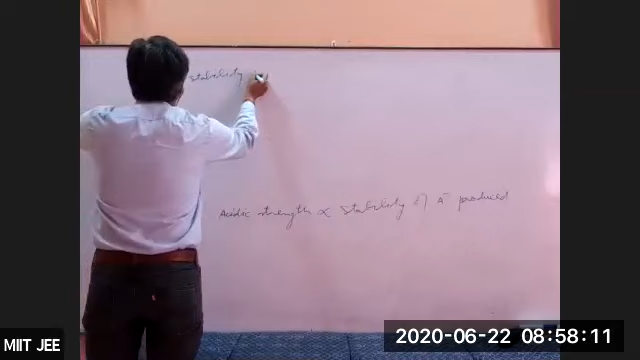 stability
Acidic strength ∝ stability of A⁻ produced
MIIT JEE
2020-06-22 08:58:11